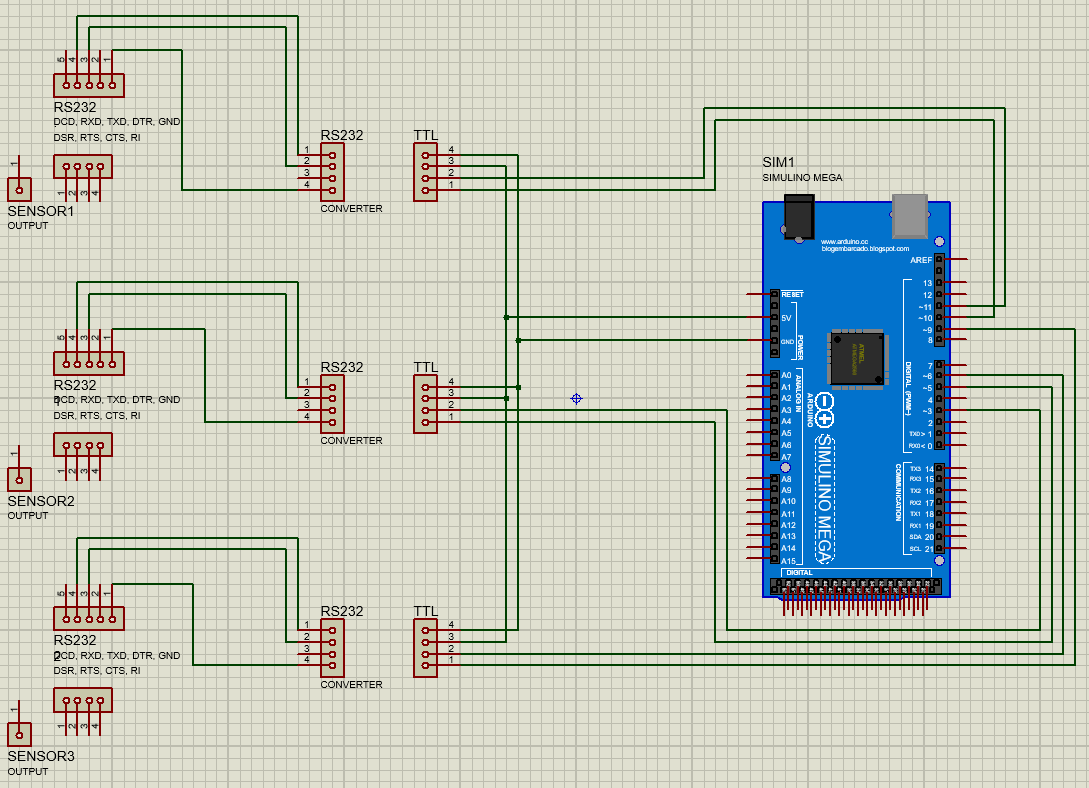 5 4 3 2 1
RS232
DCD, RXD, TXD, DTR, GND
DSR, RTS, CTS, RI
1 2 3 4
1
SENSOR1
OUTPUT
RS232
1
2
3
4
CONVERTER
TTL
4
3
2
1
5 4 3 2 1
RS232
DCD, RXD, TXD, DTR, GND
DSR, RTS, CTS, RI
1 2 3 4
1
SENSOR2
OUTPUT
RS232
1
2
3
4
CONVERTER
TTL
4
3
2
1
5 4 3 2 1
RS232
2
DCD, RXD, TXD, DTR, GND
DSR, RTS, CTS, RI
1 2 3 4
1
SENSOR3
OUTPUT
RS232
1
2
3
4
CONVERTER
TTL
4
3
2
1
SIM1
SIMULINO MEGA
www.arduino.cc
blogembarcado.blogspot.com
RESET
5V
GND
POWER
A0
A1
A2
A3
A4
A5
A6
A7
ANALOG IN
A8
A9
A10
A11
A12
A13
A14
A15
ARDUINO
SIMULINO MEGA
ATMEL
AREF
13
12
~11
~10
~9
8
7
~6
~5
4
~3
2
TX0> 1
RX0< 0
DIGITAL (PWM~)
TX3 14
RX3 15
TX2 16
RX2 17
TX1 18
RX1 19
SDA 20
SCL 21
COMMUNICATION
DIGITAL